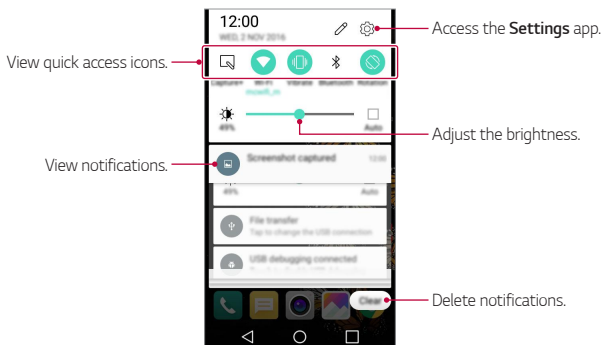 12:00
WED, 2 NOV 2016
Access the Settings app.
View quick access icons.
Capture+ Wi-Fi Vibrate Bluetooth Rotation
49% Auto
Adjust the brightness.
View notifications.
Screenshot captured 12:00
49% Auto
File transfer
Tap to change the USB connection
USB debugging connected
Clear
Delete notifications.